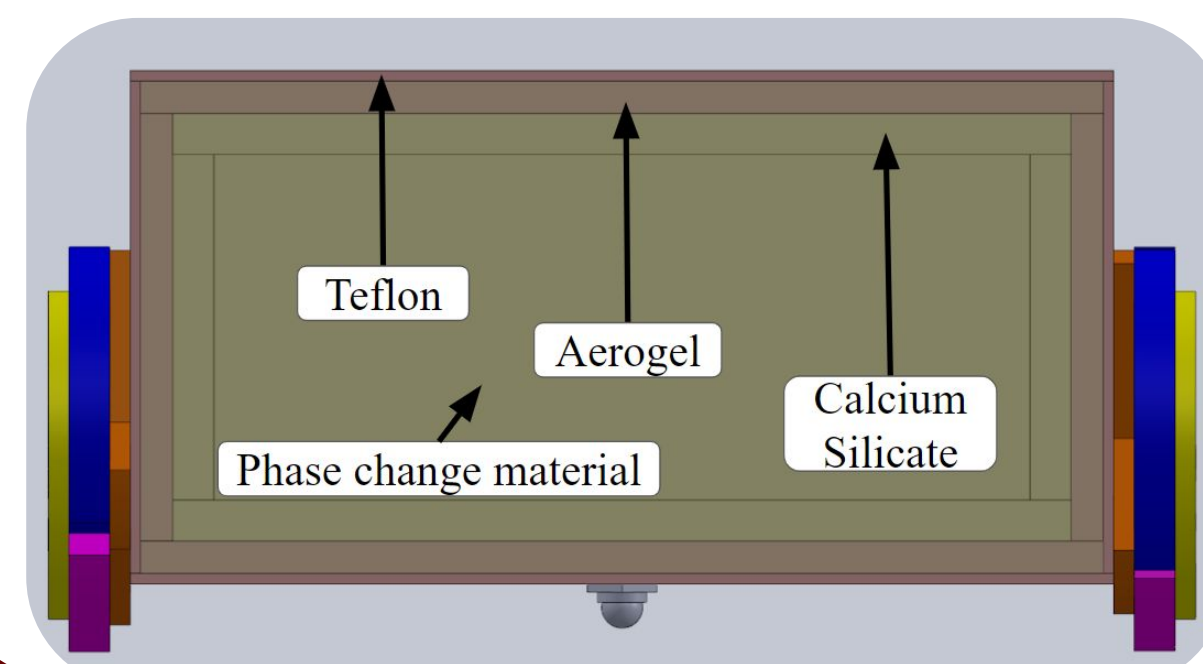 Teflon
Aerogel
Calcium
Silicate
Phase change material